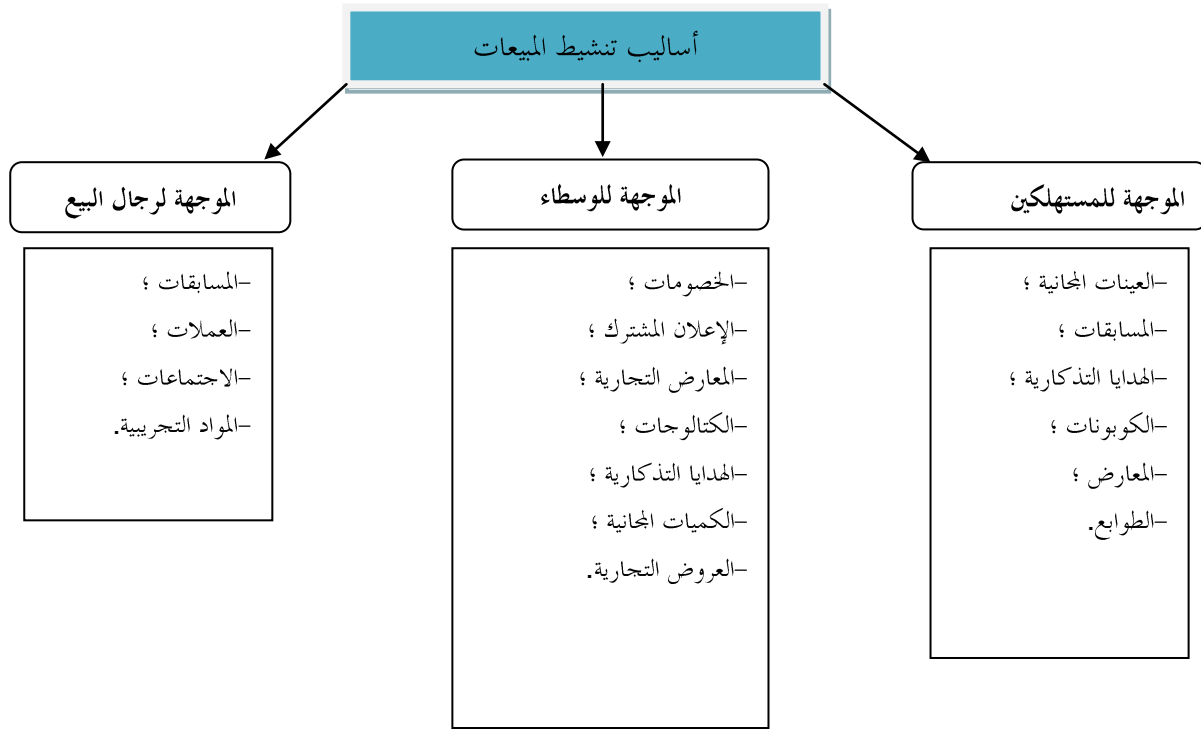 أساليب تنشيط المبيعات
الموجهة للمستهلكين
-العينات المجانية ؛
-المسابقات ؛
-الهدايا التذكارية ؛
-الكوبونات ؛
-المعارض ؛
-الطوابع.
الموجهة للوسطاء
-الخصومات ؛
-الإعلان المشترك ؛
-المعارض التجارية ؛
-الكتالوجات ؛
-الهدايا التذكارية ؛
-الكميات المجانية ؛
-العروض التجارية.
الموجهة لرجال البيع
-المسابقات ؛
-العملات ؛
-الاجتماعات ؛
-المواد التجريبية.